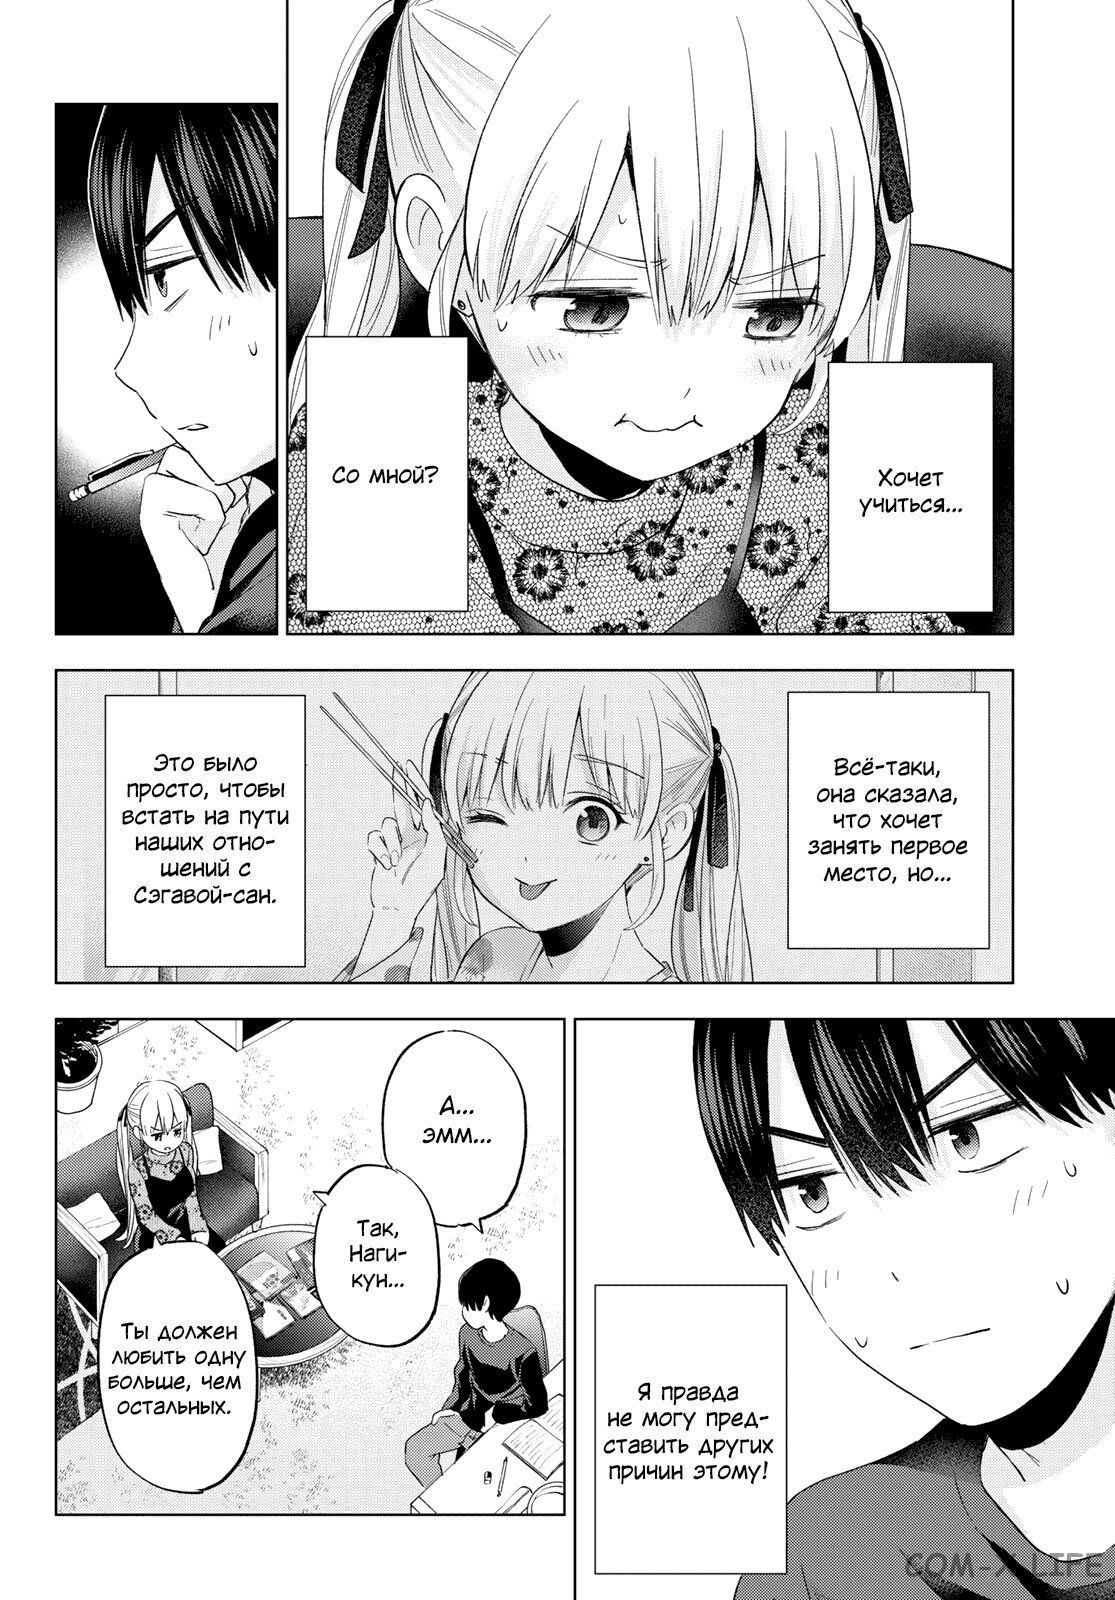 Хочет
учиться...
Со мной?
Всё-таки,
она сказала,
что хочет
занять первое
место, но...
Это было
просто, чтобы
встать на пути
наших отно-
шений с
Сэгавой-сан.
Я правда
не могу пред-
ставить других
причин этому!
А...
эмм...
Так,
Наги-
кун...
Ты должен
любить одну
больше, чем
остальных.
COM-X LIFE